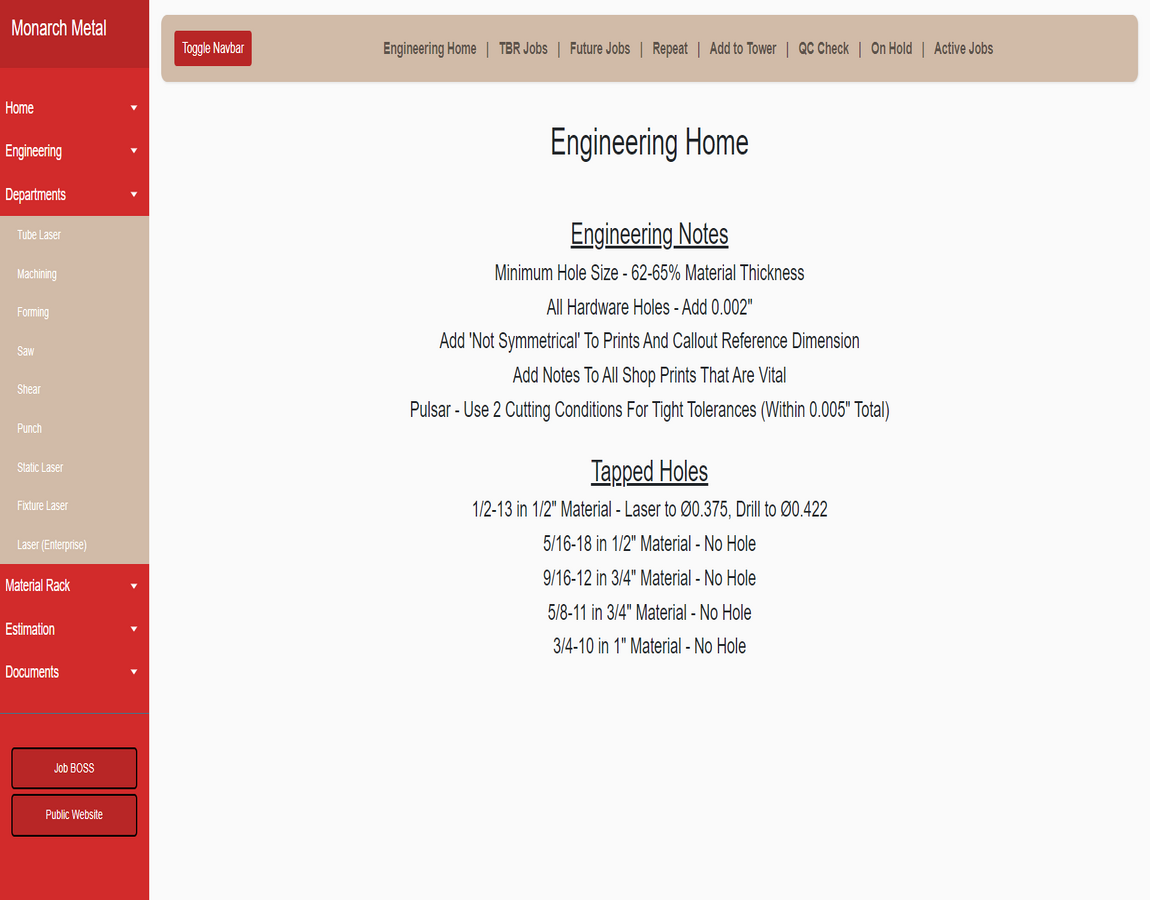 Monarch Metal
Toggle Navbar
Engineering Home | TBR Jobs | Future Jobs | Repeat | Add to Tower | QC Check | On Hold | Active Jobs
Home
Engineering
Departments
Tube Laser
Machining
Forming
Saw
Shear
Punch
Static Laser
Fixture Laser
Laser (Enterprise)
Material Rack
Estimation
Documents
Job BOSS
Public Website
Engineering Home
Engineering Notes
Minimum Hole Size - 62-65% Material Thickness
All Hardware Holes - Add 0.002"
Add 'Not Symmetrical' To Prints And Callout Reference Dimension
Add Notes To All Shop Prints That Are Vital
Pulsar - Use 2 Cutting Conditions For Tight Tolerances (Within 0.005" Total)
Tapped Holes
1/2-13 in 1/2" Material - Laser to Ø0.375, Drill to Ø0.422
5/16-18 in 1/2" Material - No Hole
9/16-12 in 3/4" Material - No Hole
5/8-11 in 3/4" Material - No Hole
3/4-10 in 1" Material - No Hole